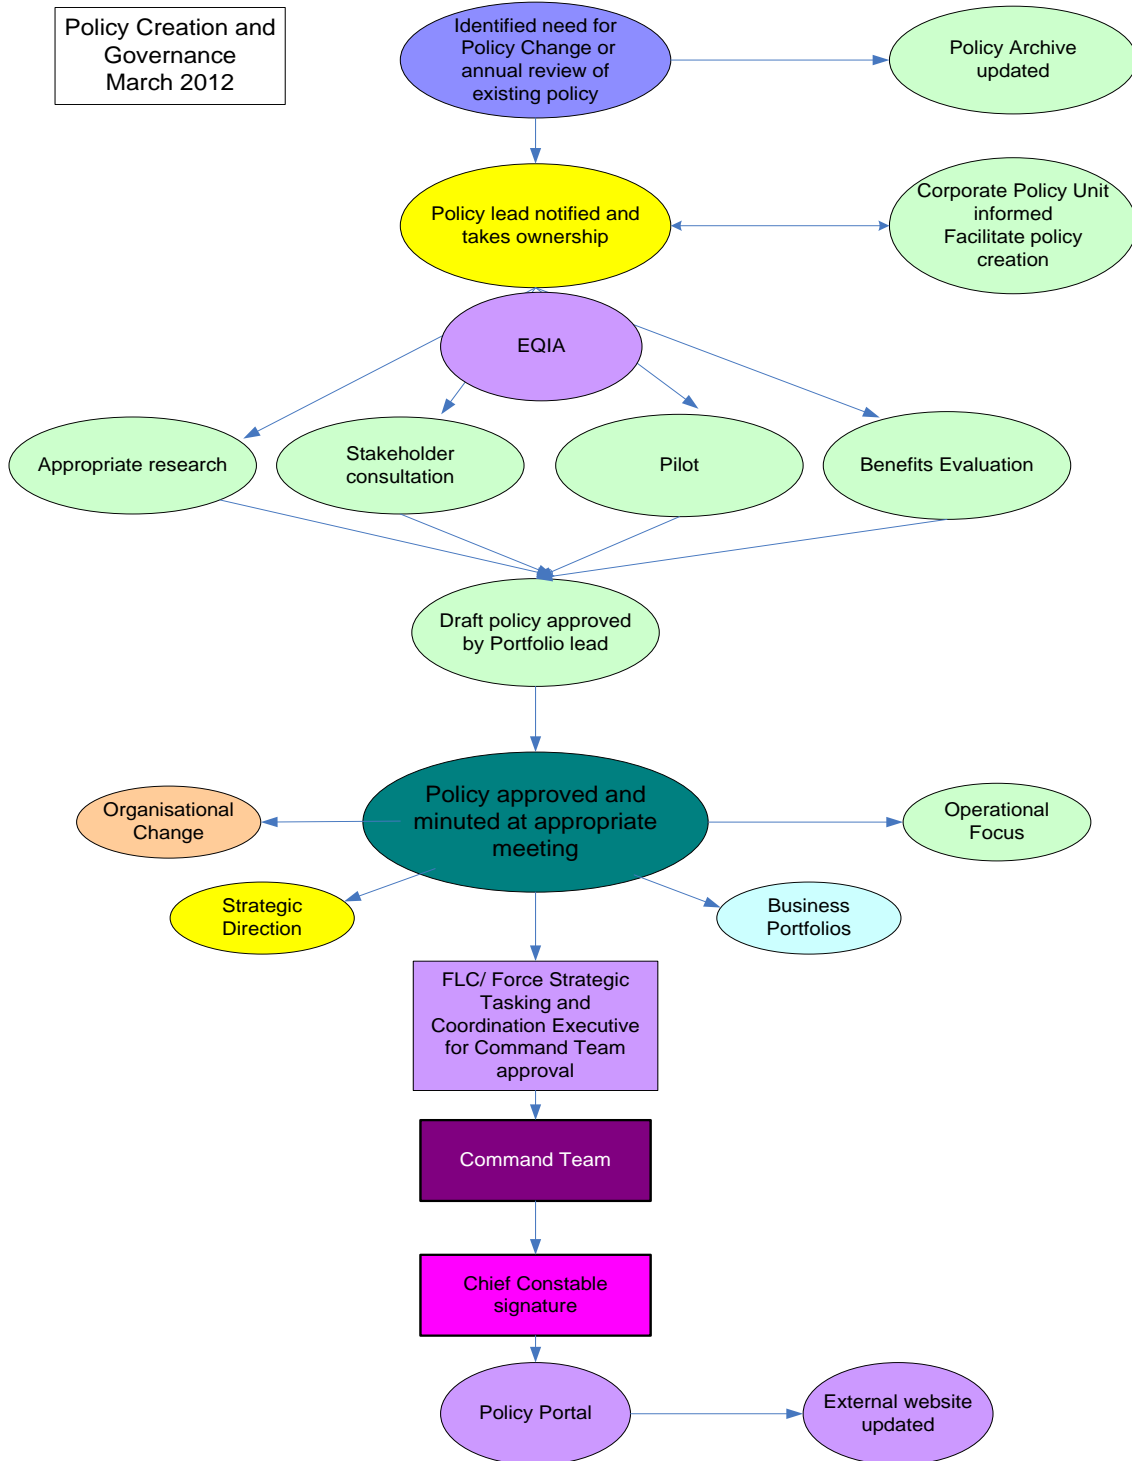 Policy Creation and
Governance
March 2012
Identified need for
Policy Change or
annual review of
existing policy
Policy Archive
updated
Policy lead notified and
takes ownership
Corporate Policy Unit
informed
Facilitate policy
creation
EQIA
Appropriate research
Stakeholder
consultation
Pilot
Benefits Evaluation
Draft policy approved
by Portfolio lead
Policy approved and
minuted at appropriate
meeting
Organisational
Change
Operational
Focus
Strategic
Direction
Business
Portfolios
FLC/ Force Strategic
Tasking and
Coordination Executive
for Command Team
approval
Command Team
Chief Constable
signature
Policy Portal
External website
updated